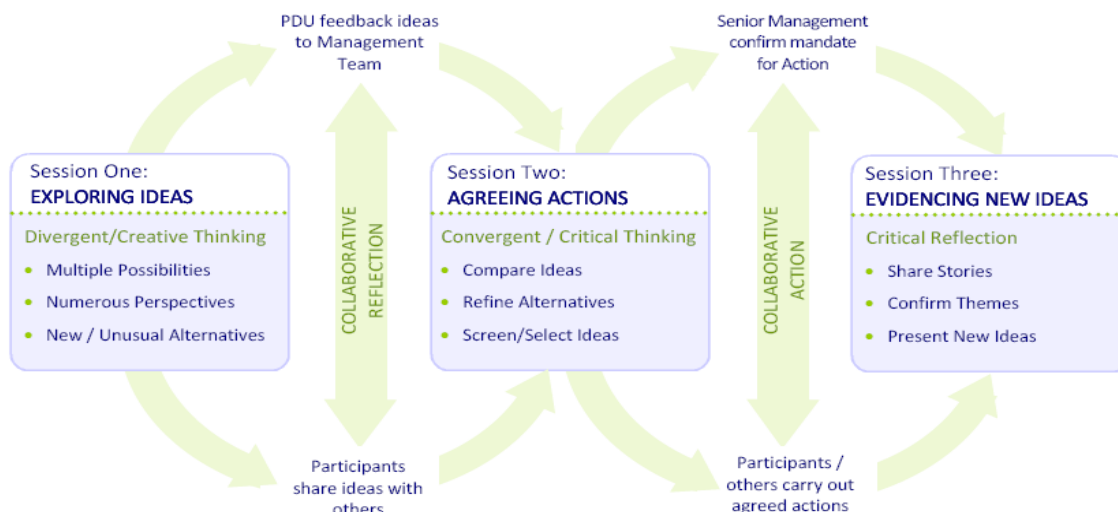 PDU feedback ideas
to Management
Team
Senior Management
confirm mandate
for Action
Session One:
EXPLORING IDEAS
Divergent/Creative Thinking
Multiple Possibilities
Numerous Perspectives
New / Unusual Alternatives
COLLABORATIVE
REFLECTION
Session Two:
AGREEING ACTIONS
Convergent / Critical Thinking
Compare Ideas
Refine Alternatives
Screen/Select Ideas
COLLABORATIVE
ACTION
Session Three:
EVIDENCING NEW IDEAS
Critical Reflection
Share Stories
Confirm Themes
Present New Ideas
Participants
share ideas with
others
Participants /
others carry out
agreed actions